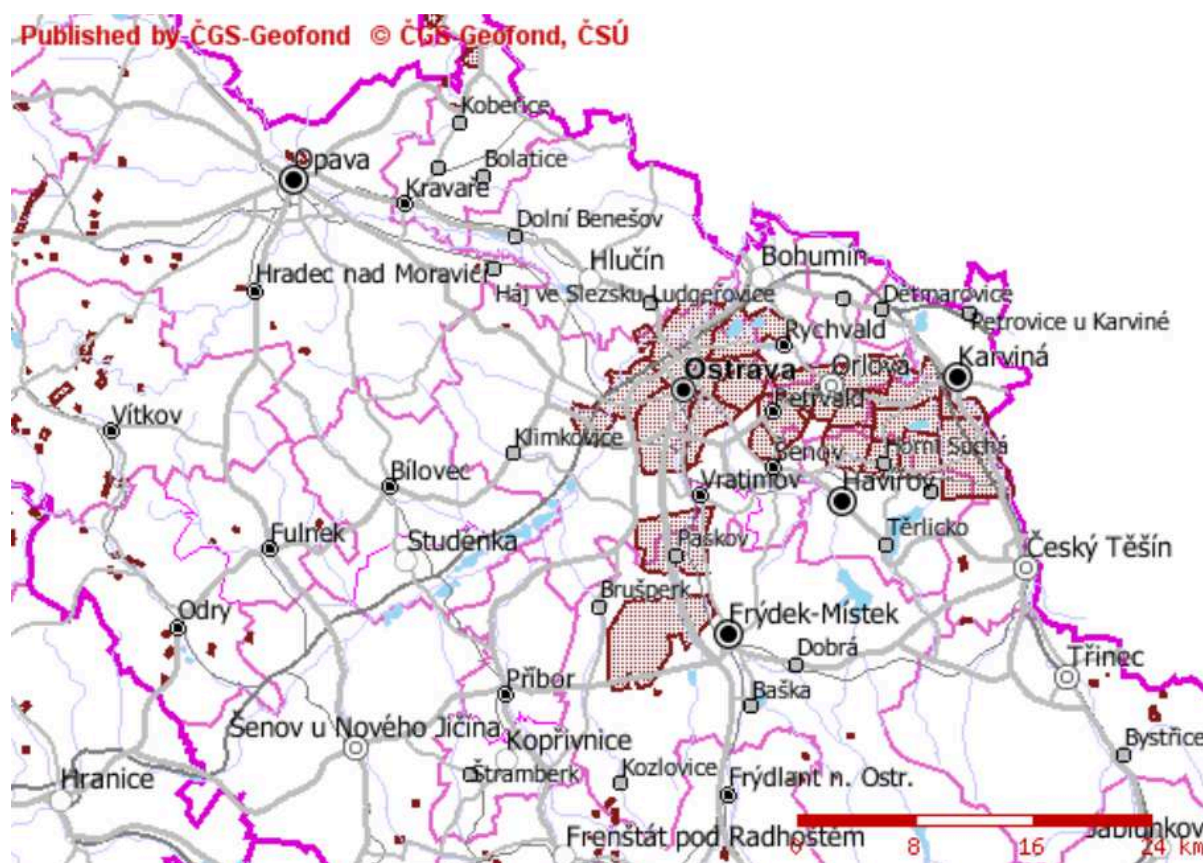 Published by ČGS-Geofond © ČGS-Geofond, ČSÚ
Kobeřice
Opava
Bolatice
Kravaře
Dolní Benešov
Hlučín
Bohumín
Hradec nad Moravicí
Háj ve Slezsku
Ludgeřovice
Dětmarovice
Petrovice u Karviné
Rychvald
Ostrava
Orlová
Karviná
Petřvald
Vítkov
Klimkovice
Šenov
Horní Suchá
Bílovec
Vratimov
Havířov
Fulnek
Studénka
Paskov
Těrlicko
Český Těšín
Odry
Brušperk
Frýdek-Místek
Dobrá
Třinec
Příbor
Baška
Šenov u Nového Jičína
Kopřivnice
Bystřice
Hranice
Štramberk
Kozlovice
Frýdlant n. Ostr.
Frenštát pod Radhoštěm
Jablunkov
0 8 16 24 km